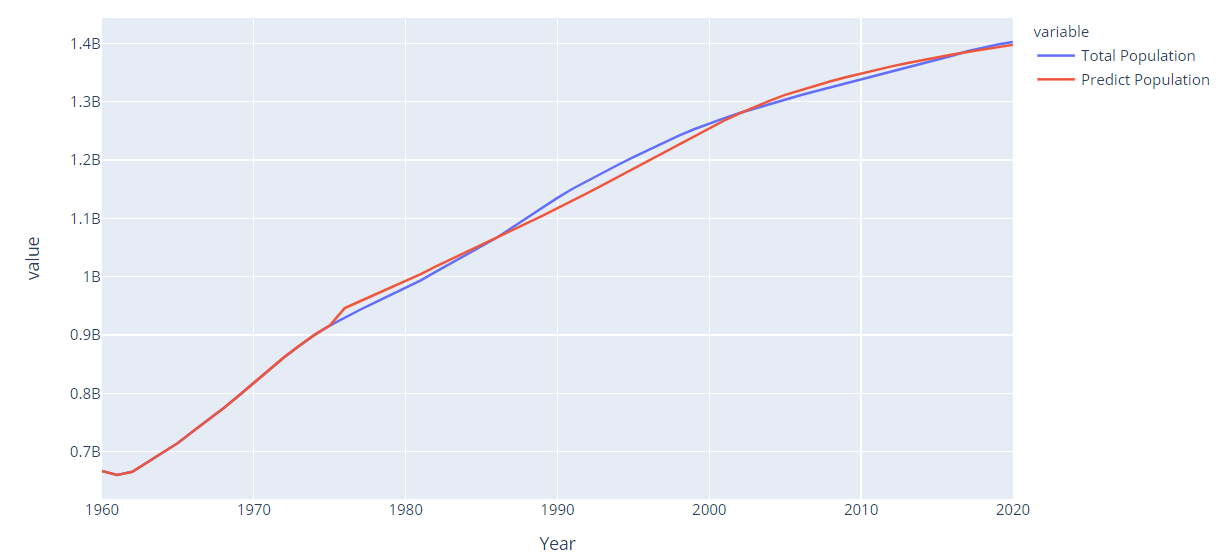 variable
Total Population
Predict Population
1.4B
1.3B
1.2B
1.1B
1B
0.9B
0.8B
0.7B
value
1960 1970 1980 1990 2000 2010 2020
Year